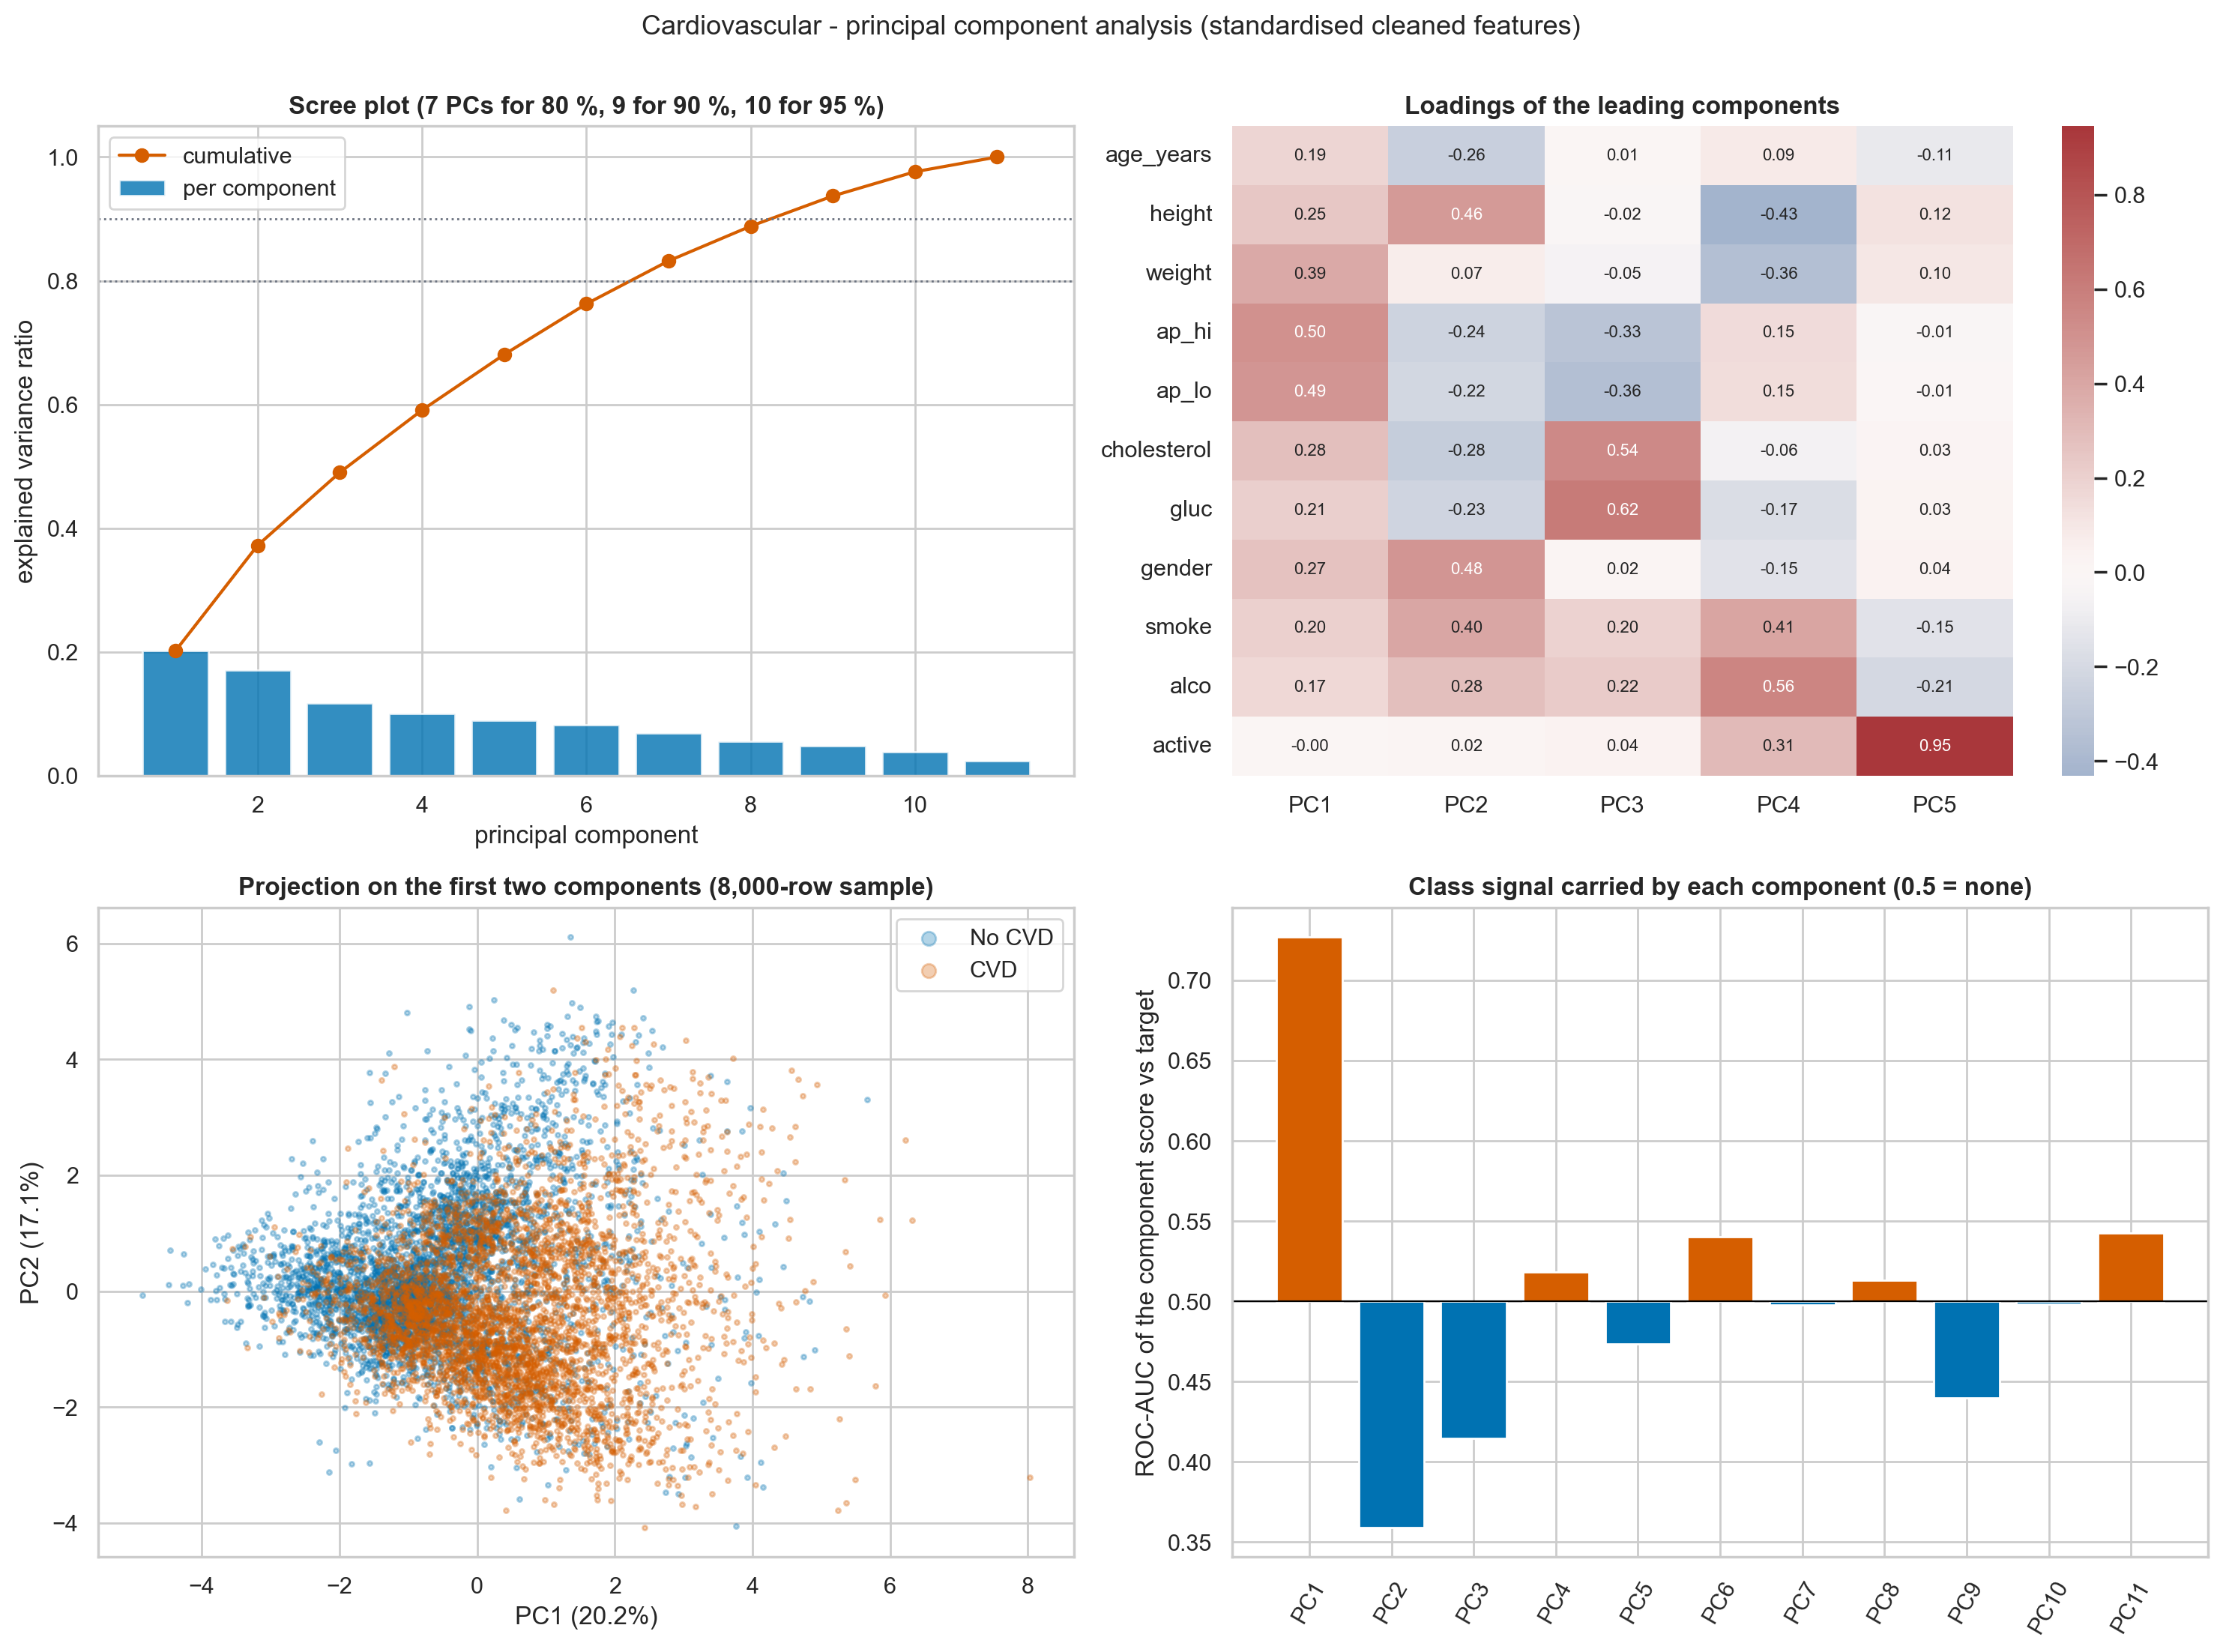 Cardiovascular - principal component analysis (standardised cleaned features)
Scree plot (7 PCs for 80 %, 9 for 90 %, 10 for 95 %)
cumulative
per component
explained variance ratio
1.0
0.8
0.6
0.4
0.2
0.0
2 4 6 8 10
principal component
Loadings of the leading components
age_years 0.19 -0.26 0.01 0.09 -0.11
height 0.25 0.46 -0.02 -0.43 0.12
weight 0.39 0.07 -0.05 -0.36 0.10
ap_hi 0.50 -0.24 -0.33 0.15 -0.01
ap_lo 0.49 -0.22 -0.36 0.15 -0.01
cholesterol 0.28 -0.28 0.54 -0.06 0.03
gluc 0.21 -0.23 0.62 -0.17 0.03
gender 0.27 0.48 0.02 -0.15 0.04
smoke 0.20 0.40 0.20 0.41 -0.15
alco 0.17 0.28 0.22 0.56 -0.21
active -0.00 0.02 0.04 0.31 0.95
PC1 PC2 PC3 PC4 PC5
0.8
0.6
0.4
0.2
0.0
−0.2
−0.4
Projection on the first two components (8,000-row sample)
No CVD
CVD
PC2 (17.1%)
6
4
2
0
−2
−4
−4 −2 0 2 4 6 8
PC1 (20.2%)
Class signal carried by each component (0.5 = none)
ROC-AUC of the component score vs target
0.70
0.65
0.60
0.55
0.50
0.45
0.40
0.35
PC1 PC2 PC3 PC4 PC5 PC6 PC7 PC8 PC9 PC10 PC11